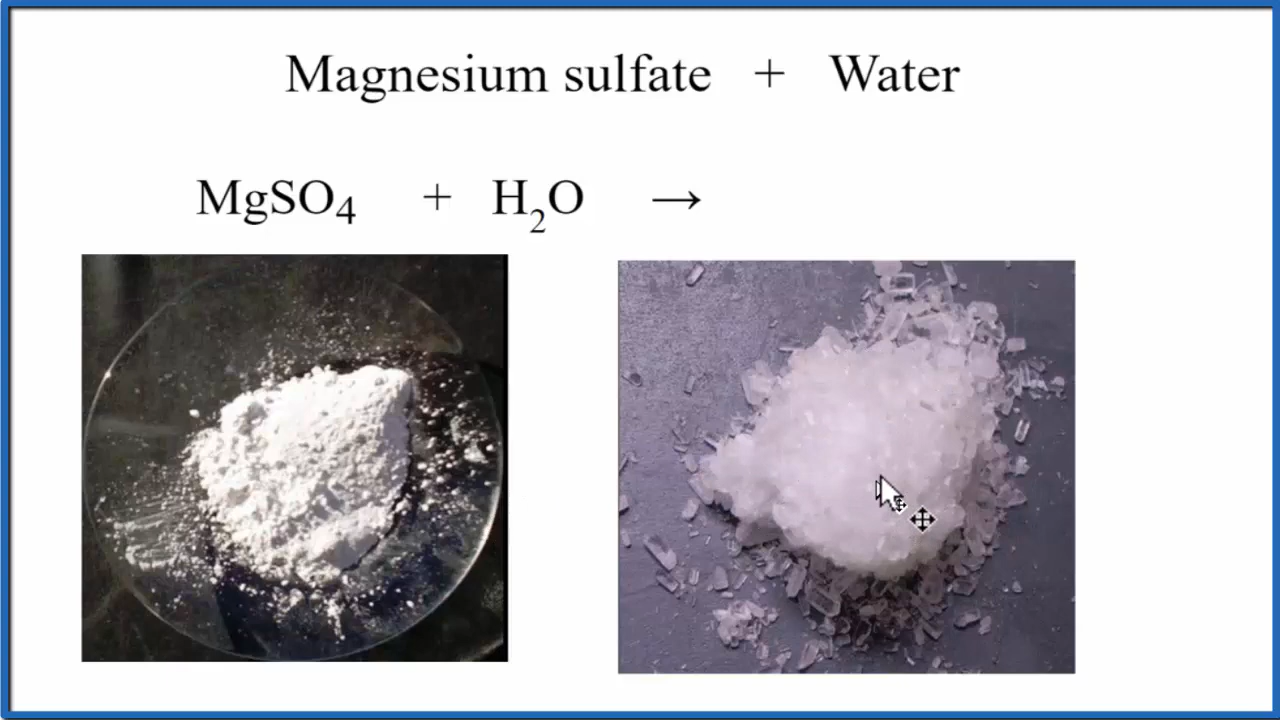 Magnesium sulfate + Water
MgSO₄ + H₂O →